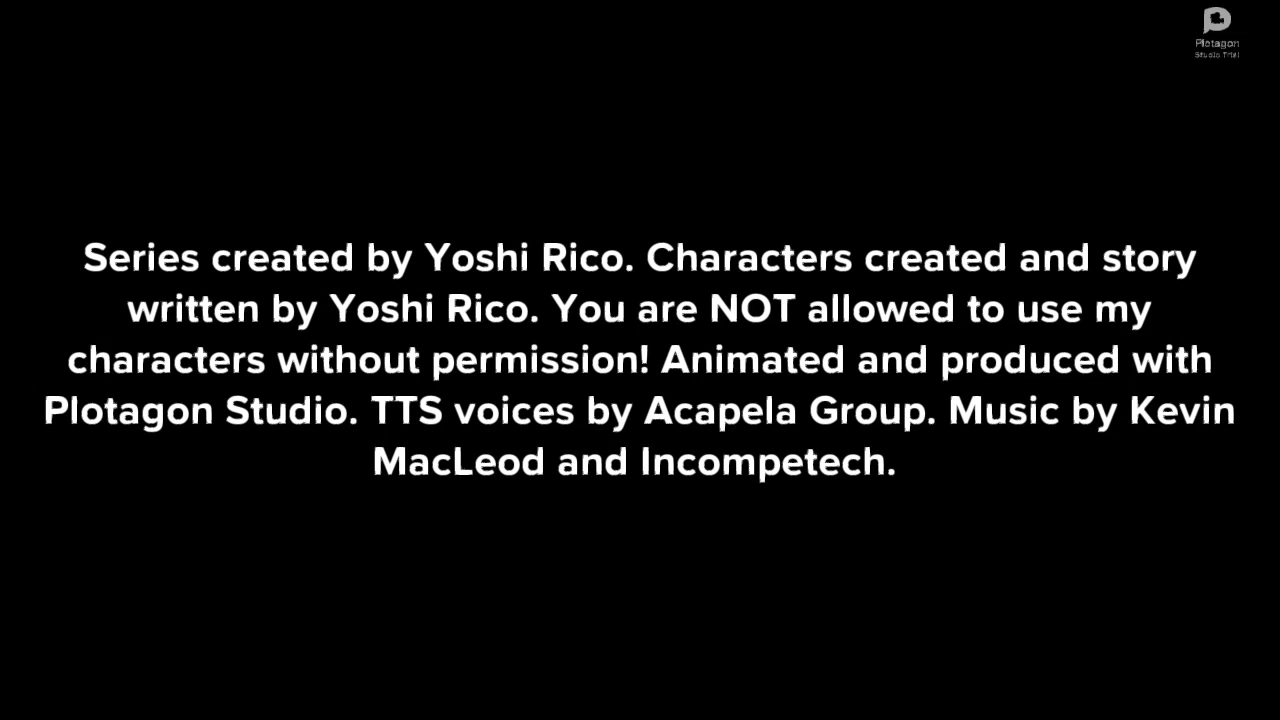 Plotagon
Studio Trial
Series created by Yoshi Rico. Characters created and story
written by Yoshi Rico. You are NOT allowed to use my
characters without permission! Animated and produced with
Plotagon Studio. TTS voices by Acapela Group. Music by Kevin
MacLeod and Incompetech.